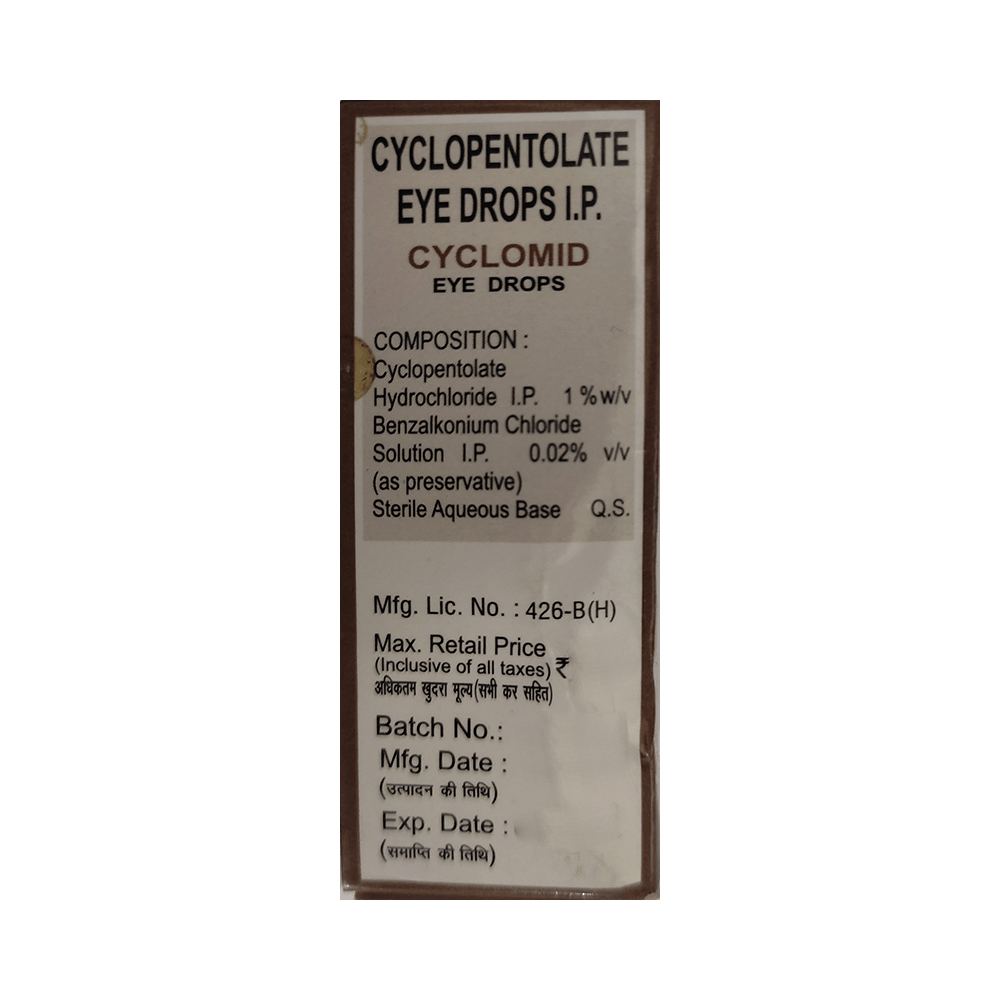 CYCLOPENTOLATE
EYE DROPS I.P.
CYCLOMID
EYE DROPS
COMPOSITION :
Cyclopentolate
Hydrochloride I.P. 1 % w/v
Benzalkonium Chloride
Solution I.P. 0.02% v/v
(as preservative)
Sterile Aqueous Base Q.S.
Mfg. Lic. No. : 426-B(H)
Max. Retail Price
(Inclusive of all taxes) ₹
अधिकतम खुदरा मूल्य (सभी कर सहित)
Batch No.:
Mfg. Date :
(उत्पादन की तिथि)
Exp. Date :
(समाप्ति की तिथि)